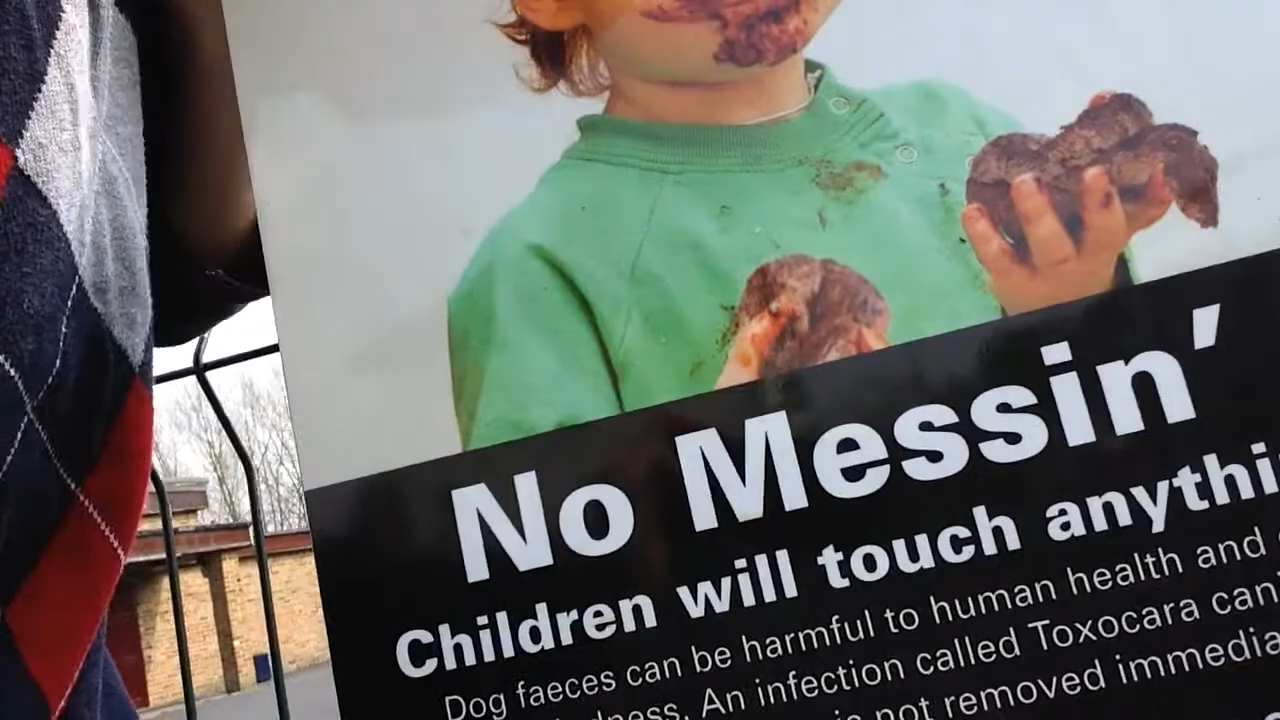 No Messin'
Children will touch anythi
Dog faeces can be harmful to human health and
dness. An infection called Toxocara can
is not removed immedia